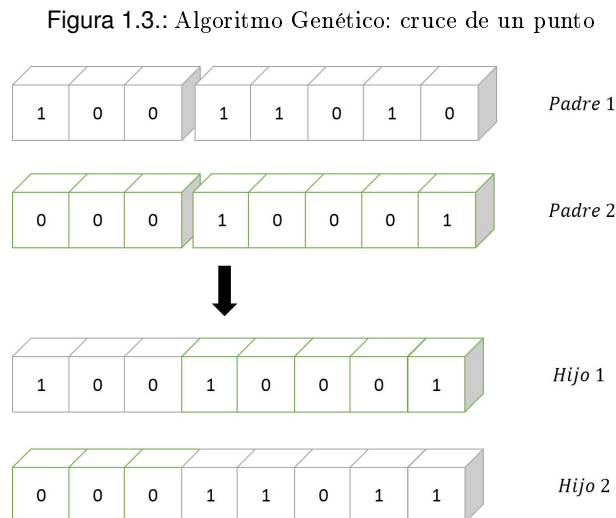 Figura 1.3.: Algoritmo Genético: cruce de un punto
1 0 0 1 1 0 1 0 Padre 1
0 0 0 1 0 0 0 1 Padre 2
1 0 0 1 0 0 0 1 Hijo 1
0 0 0 1 1 0 1 1 Hijo 2